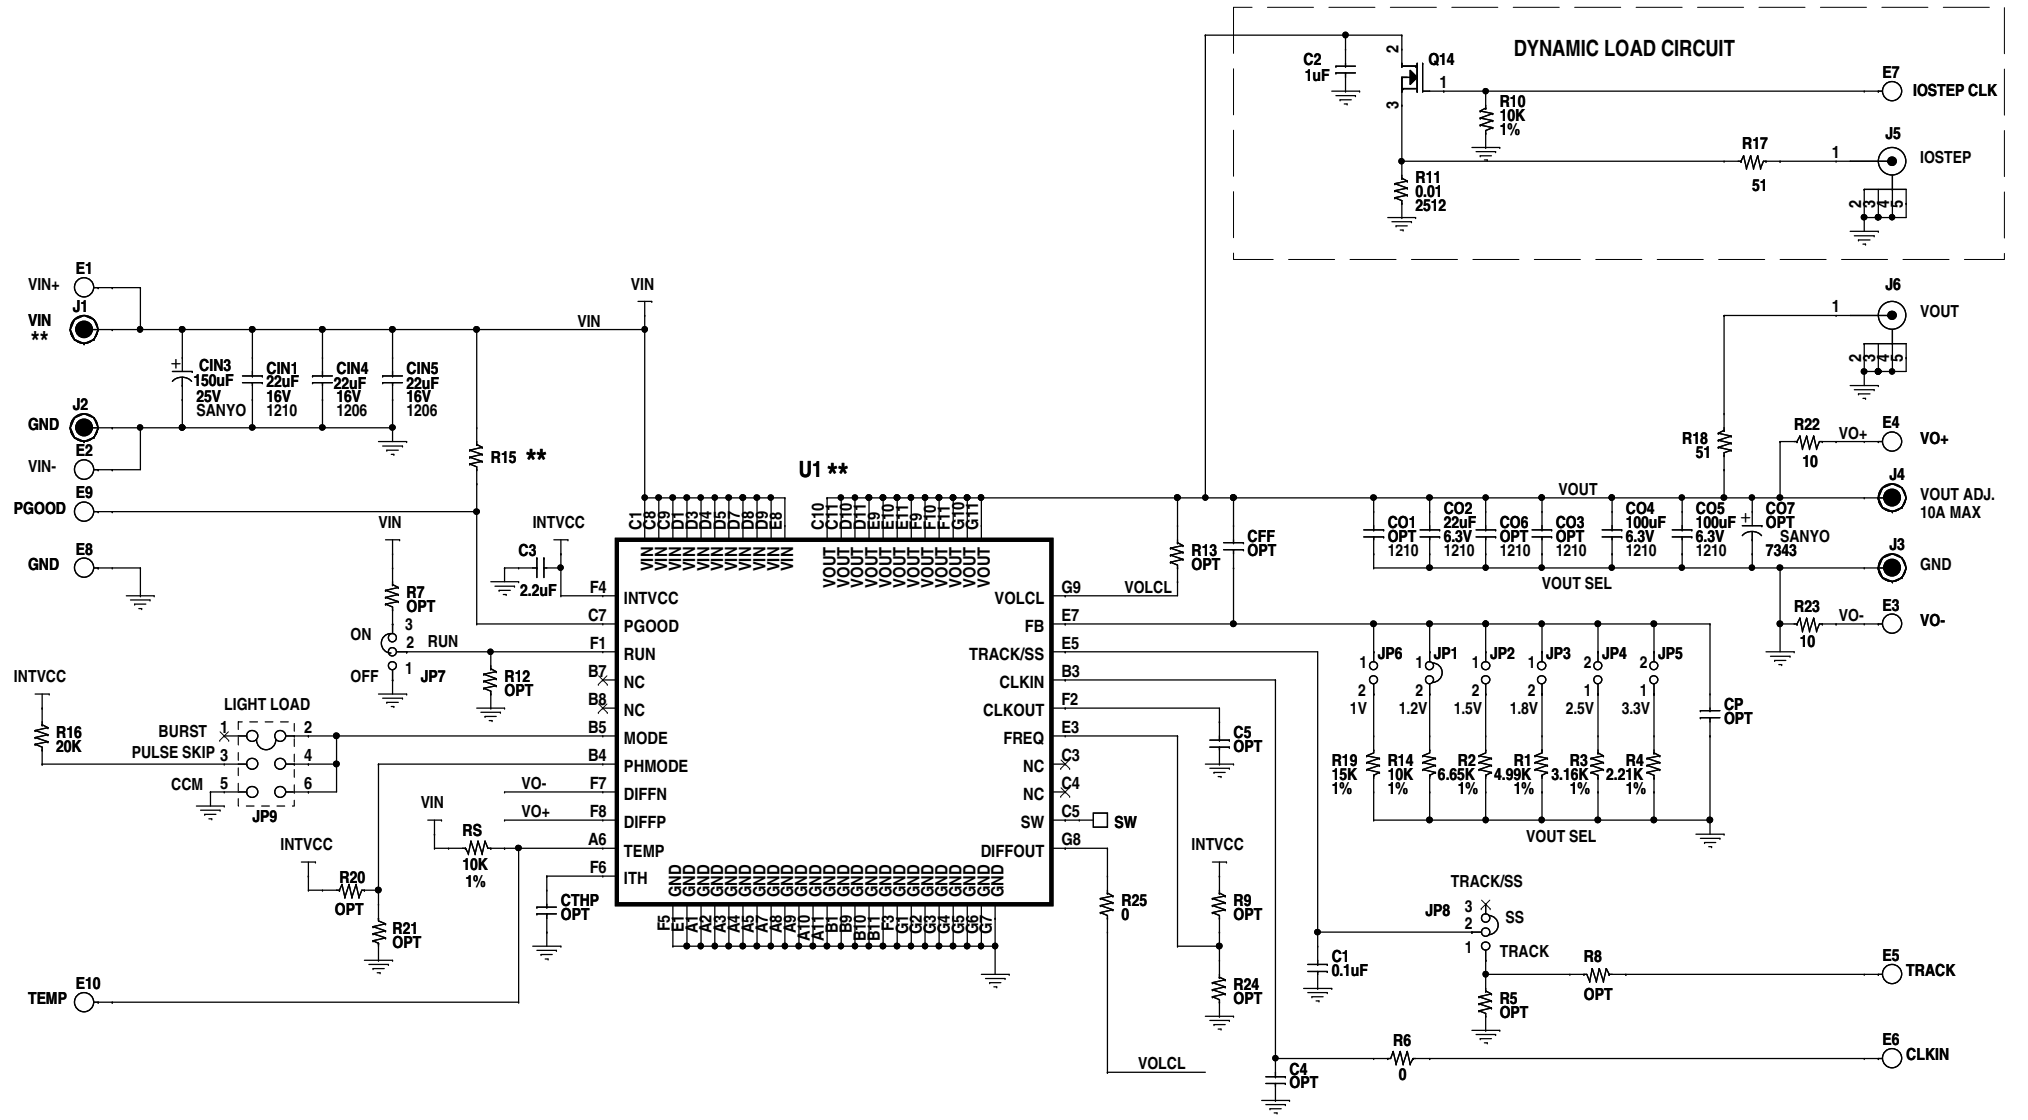 DYNAMIC LOAD CIRCUIT
C2
1uF
2
Q14
1
3
R10
10K
1%
E7
IOSTEP CLK
J5
IOSTEP
1
R17
51
R11
0.01
2512
2 3 4 5
E1
VIN+
J1
VIN
**
VIN
VIN
+
CIN3
150uF
25V
SANYO
CIN1
22uF
16V
1210
CIN4
22uF
16V
1206
CIN5
22uF
16V
1206
J2
GND
E2
VIN-
E9
PGOOD
E8
GND
R15 **
J6
VOUT
1
2 3 4 5
R18
51
R22
10
VO+
E4
VO+
VOUT
J4
VOUT ADJ.
10A MAX
CO1
OPT
1210
CO2
22uF
6.3V
1210
CO6
OPT
1210
CO3
OPT
1210
CO4
100uF
6.3V
1210
CO5
100uF
6.3V
1210
+
CO7
OPT
SANYO
7343
J3
GND
VOUT SEL
R23
10
VO-
E3
VO-
U1 **
C1 C8 C9 D1 D3 D4 D5 D7 D8 D9 E8
VIN VIN VIN VIN VIN VIN VIN VIN VIN VIN VIN
C10 C11 D10 D11 E9 E10 E11 F9 F10 F11 G10 G11
VOUT VOUT VOUT VOUT VOUT VOUT VOUT VOUT VOUT VOUT VOUT VOUT
R13
OPT
CFF
OPT
VOLCL
INTVCC
C3
2.2uF
VIN
R7
OPT
ON
3
2
RUN
OFF
1
JP7
R12
OPT
F4
INTVCC
C7
PGOOD
F1
RUN
B7
NC
B8
NC
B5
MODE
B4
PHMODE
F7
DIFFN
F8
DIFFP
A6
TEMP
F6
ITH
G9
VOLCL
E7
FB
E5
TRACK/SS
B3
CLKIN
F2
CLKOUT
E3
FREQ
C3
NC
C4
NC
C5
SW
SW
G8
DIFFOUT
GND GND GND GND GND GND GND GND GND GND GND GND GND GND GND GND GND GND GND GND GND GND GND GND
F5 E1 A1 A2 A3 A4 A5 A7 A8 A9 A10 A11 B1 B9 B10 B11 F3 G1 G2 G3 G4 G5 G6 G7
INTVCC
R16
20K
LIGHT LOAD
BURST 1 2
PULSE SKIP 3 4
CCM 5 6
JP9
VO-
VO+
VIN
RS
10K
1%
INTVCC
R20
OPT
R21
OPT
CTHP
OPT
E10
TEMP
C5
OPT
INTVCC
R9
OPT
R24
OPT
R25
0
VOLCL
1 JP6
2
1V
1 JP1
2
1.2V
1 JP2
2
1.5V
1 JP3
2
1.8V
2 JP4
1
2.5V
2 JP5
1
3.3V
R19
15K
1%
R14
10K
1%
R2
6.65K
1%
R1
4.99K
1%
R3
3.16K
1%
R4
2.21K
1%
CP
OPT
VOUT SEL
TRACK/SS
JP8
3
2
1
SS
TRACK
C1
0.1uF
R8
OPT
R5
OPT
E5
TRACK
R6
0
C4
OPT
E6
CLKIN